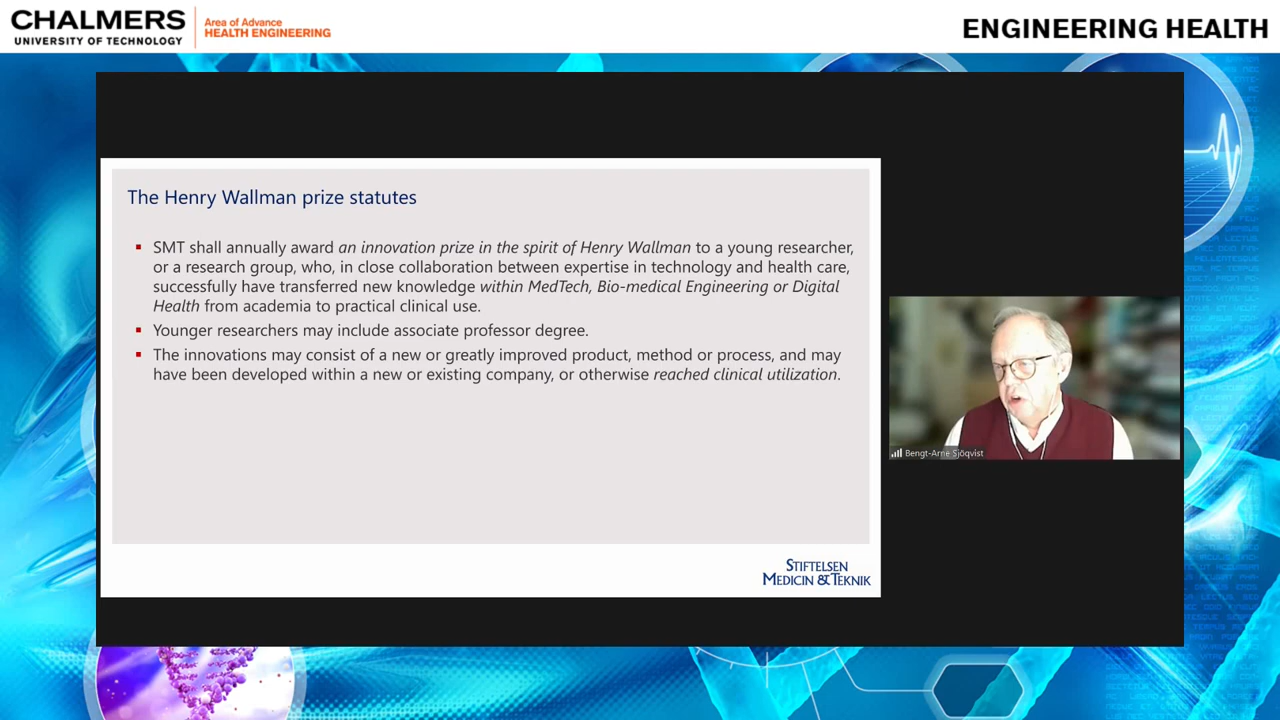 CHALMERS
UNIVERSITY OF TECHNOLOGY
Area of Advance
HEALTH ENGINEERING
ENGINEERING HEALTH
The Henry Wallman prize statutes
SMT shall annually award an innovation prize in the spirit of Henry Wallman to a young researcher,
or a research group, who, in close collaboration between expertise in technology and health care,
successfully have transferred new knowledge within MedTech, Bio-medical Engineering or Digital
Health from academia to practical clinical use.
Younger researchers may include associate professor degree.
The innovations may consist of a new or greatly improved product, method or process, and may
have been developed within a new or existing company, or otherwise reached clinical utilization.
Bengt-Arne Sjöqvist
STIFTELSEN
MEDICIN & TEKNIK